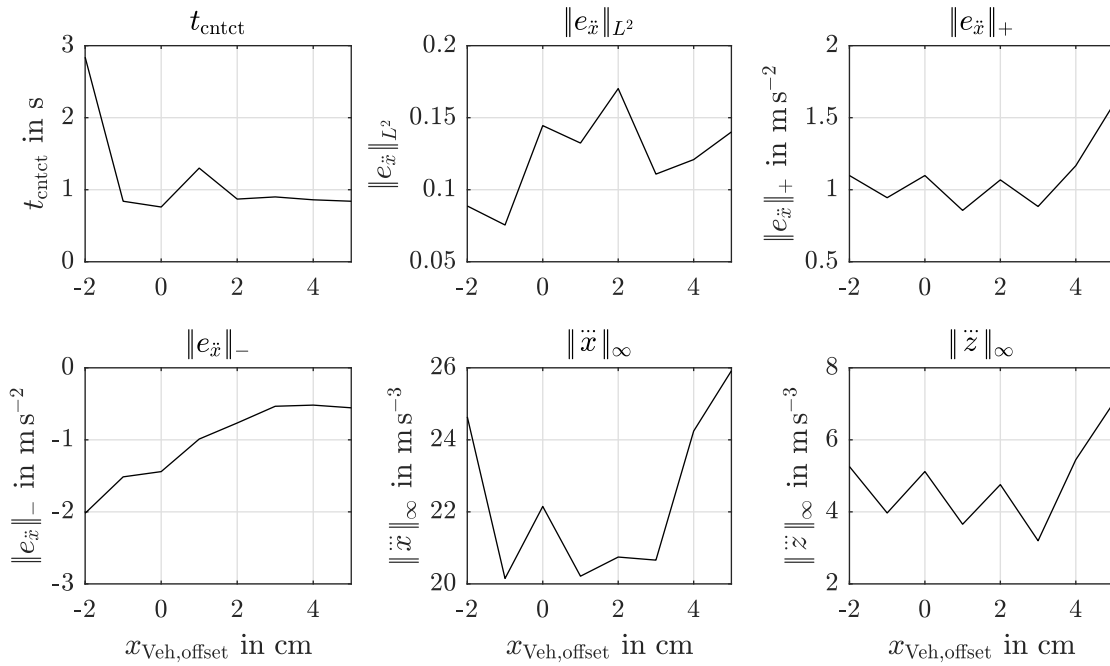 t_cntct
3
2
1
0
-2 0 2 4
t_cntct in s
‖e_ẍ‖_L²
0.2
0.15
0.1
0.05
-2 0 2 4
‖e_ẍ‖_L²
‖e_ẍ‖₊
2
1.5
1
0.5
-2 0 2 4
‖e_ẍ‖₊ in m s⁻²
‖e_ẍ‖₋
0
-1
-2
-3
-2 0 2 4
‖e_ẍ‖₋ in m s⁻²
x_Veh,offset in cm
‖x⃛‖_∞
26
24
22
20
-2 0 2 4
‖x⃛‖_∞ in m s⁻³
x_Veh,offset in cm
‖z⃛‖_∞
8
6
4
2
-2 0 2 4
‖z⃛‖_∞ in m s⁻³
x_Veh,offset in cm